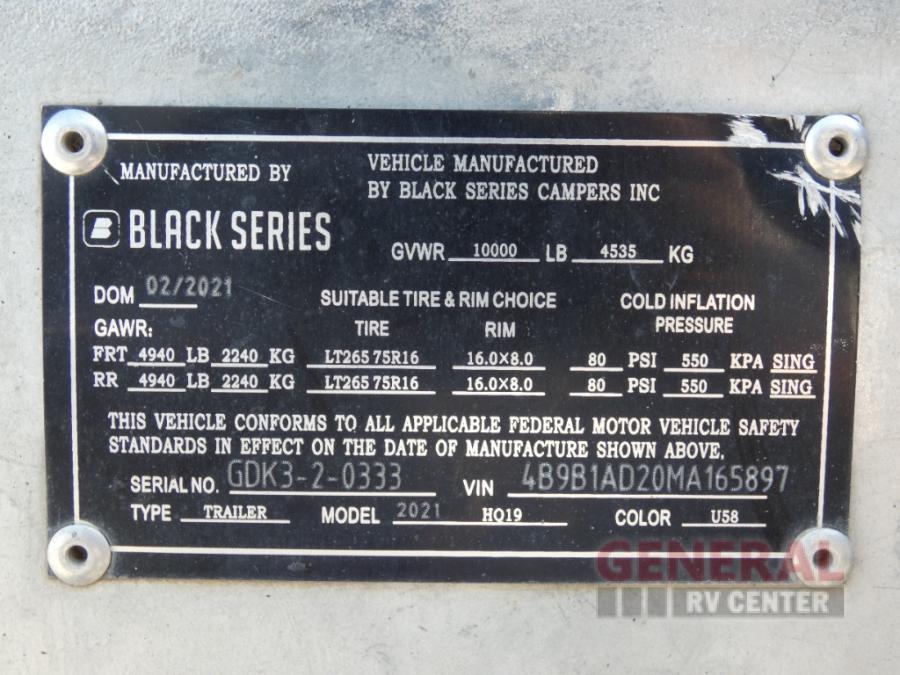 MANUFACTURED BY VEHICLE MANUFACTURED
BY BLACK SERIES CAMPERS INC
B BLACK SERIES
GVWR 10000 LB 4535 KG
DOM 02/2021 SUITABLE TIRE & RIM CHOICE COLD INFLATION
GAWR: TIRE RIM PRESSURE
FRT 4940 LB 2240 KG LT265 75R16 16.0X8.0 80 PSI 550 KPA SING
RR 4940 LB 2240 KG LT265 75R16 16.0X8.0 80 PSI 550 KPA SING
THIS VEHICLE CONFORMS TO ALL APPLICABLE FEDERAL MOTOR VEHICLE SAFETY
STANDARDS IN EFFECT ON THE DATE OF MANUFACTURE SHOWN ABOVE.
SERIAL NO. GDK3-2-0333 VIN 4B9B1AD20MA165897
TYPE TRAILER MODEL 2021 HQ19 COLOR U58
GENERAL
RV CENTER